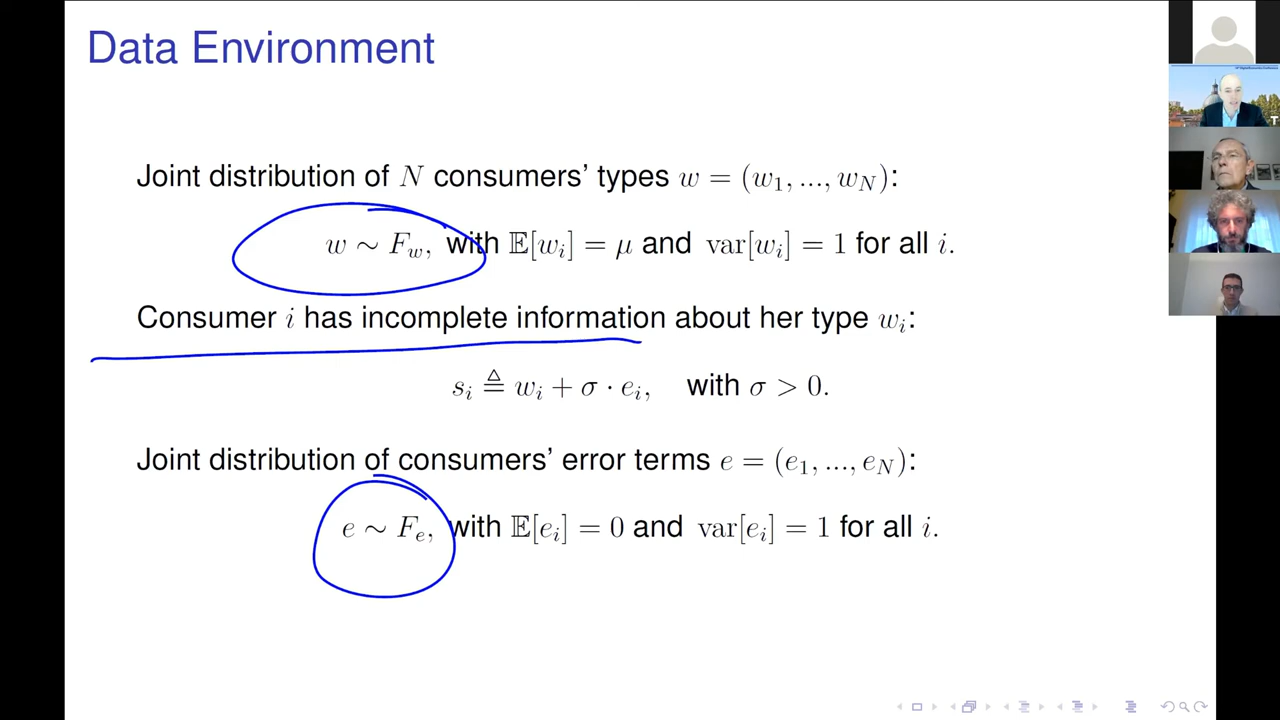 Data Environment
Joint distribution of N consumers' types w = (w₁, ..., w_N):
w ∼ F_w, with 𝔼[wᵢ] = μ and var[wᵢ] = 1 for all i.
Consumer i has incomplete information about her type wᵢ:
sᵢ ≜ wᵢ + σ · eᵢ, with σ > 0.
Joint distribution of consumers' error terms e = (e₁, ..., e_N):
e ∼ F_e, with 𝔼[eᵢ] = 0 and var[eᵢ] = 1 for all i.